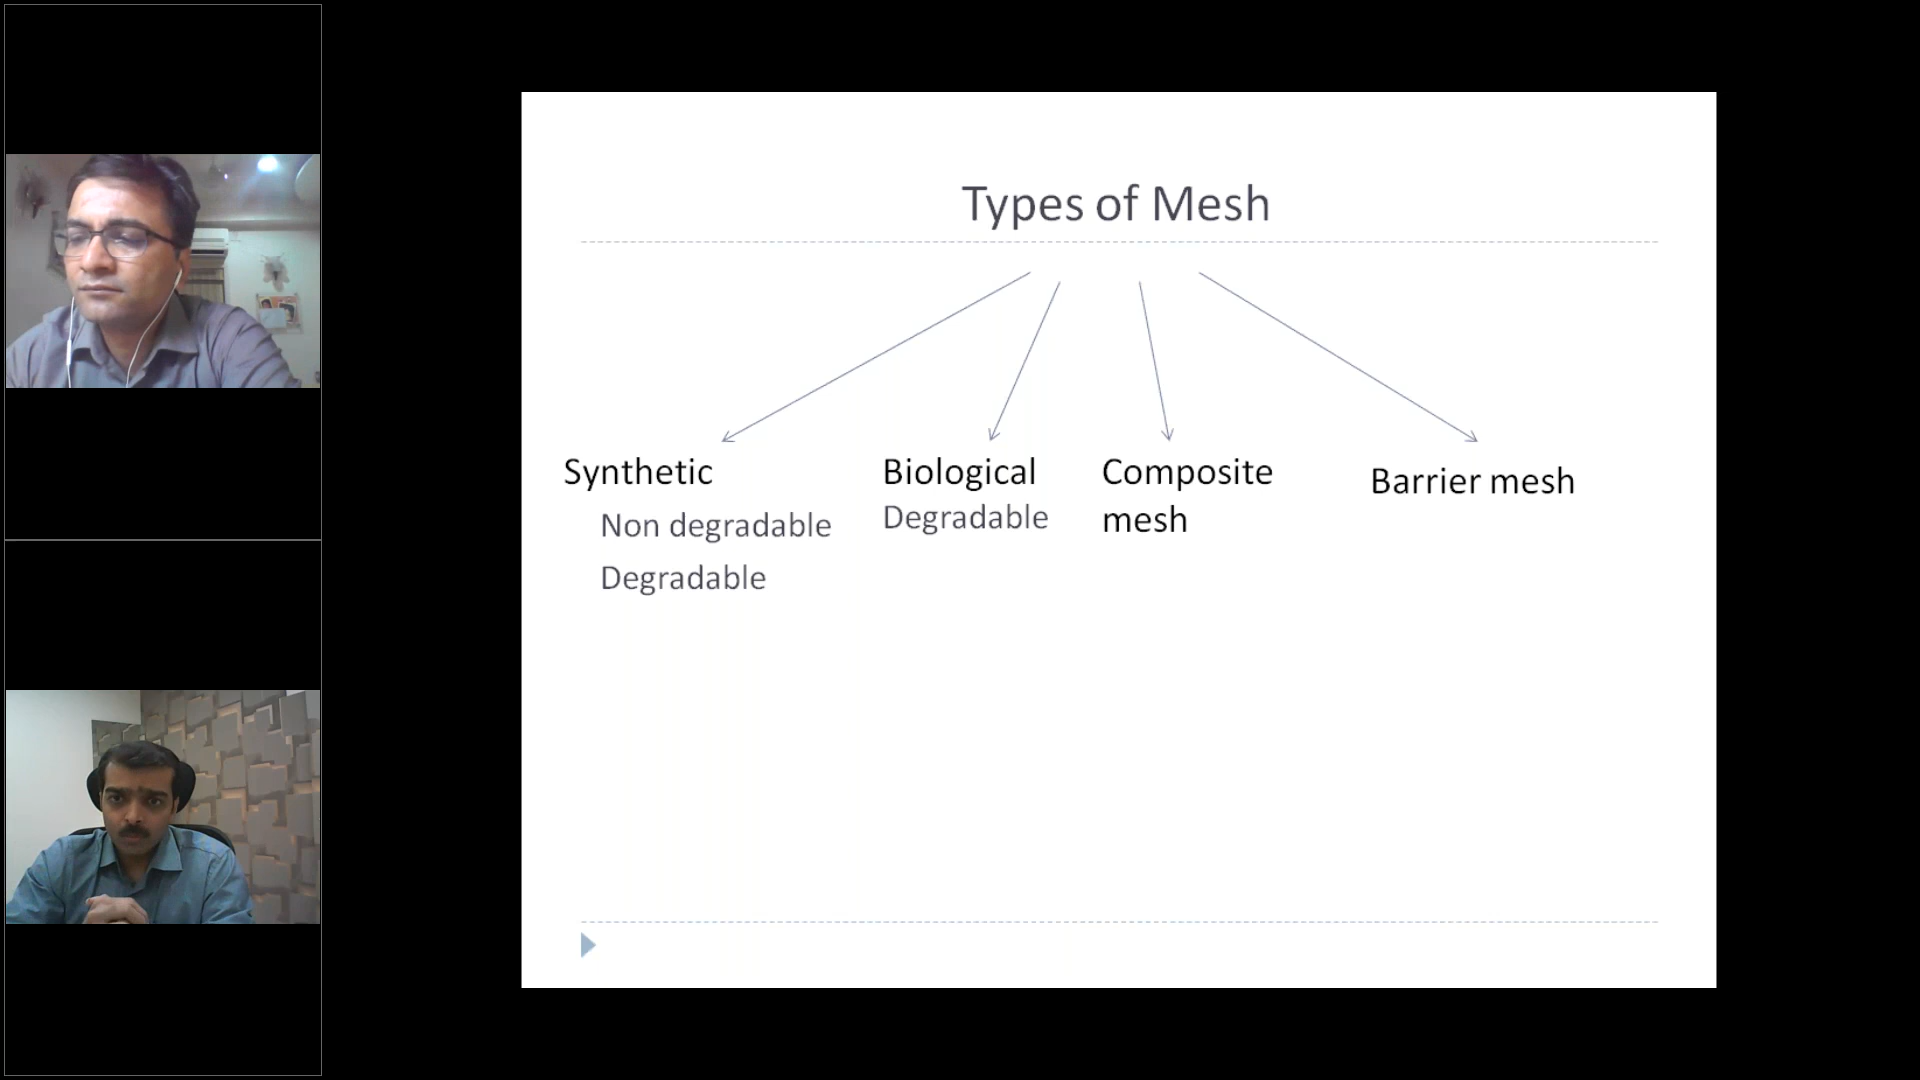 Types of Mesh
Synthetic
Non degradable
Degradable
Biological
Degradable
Composite
mesh
Barrier mesh